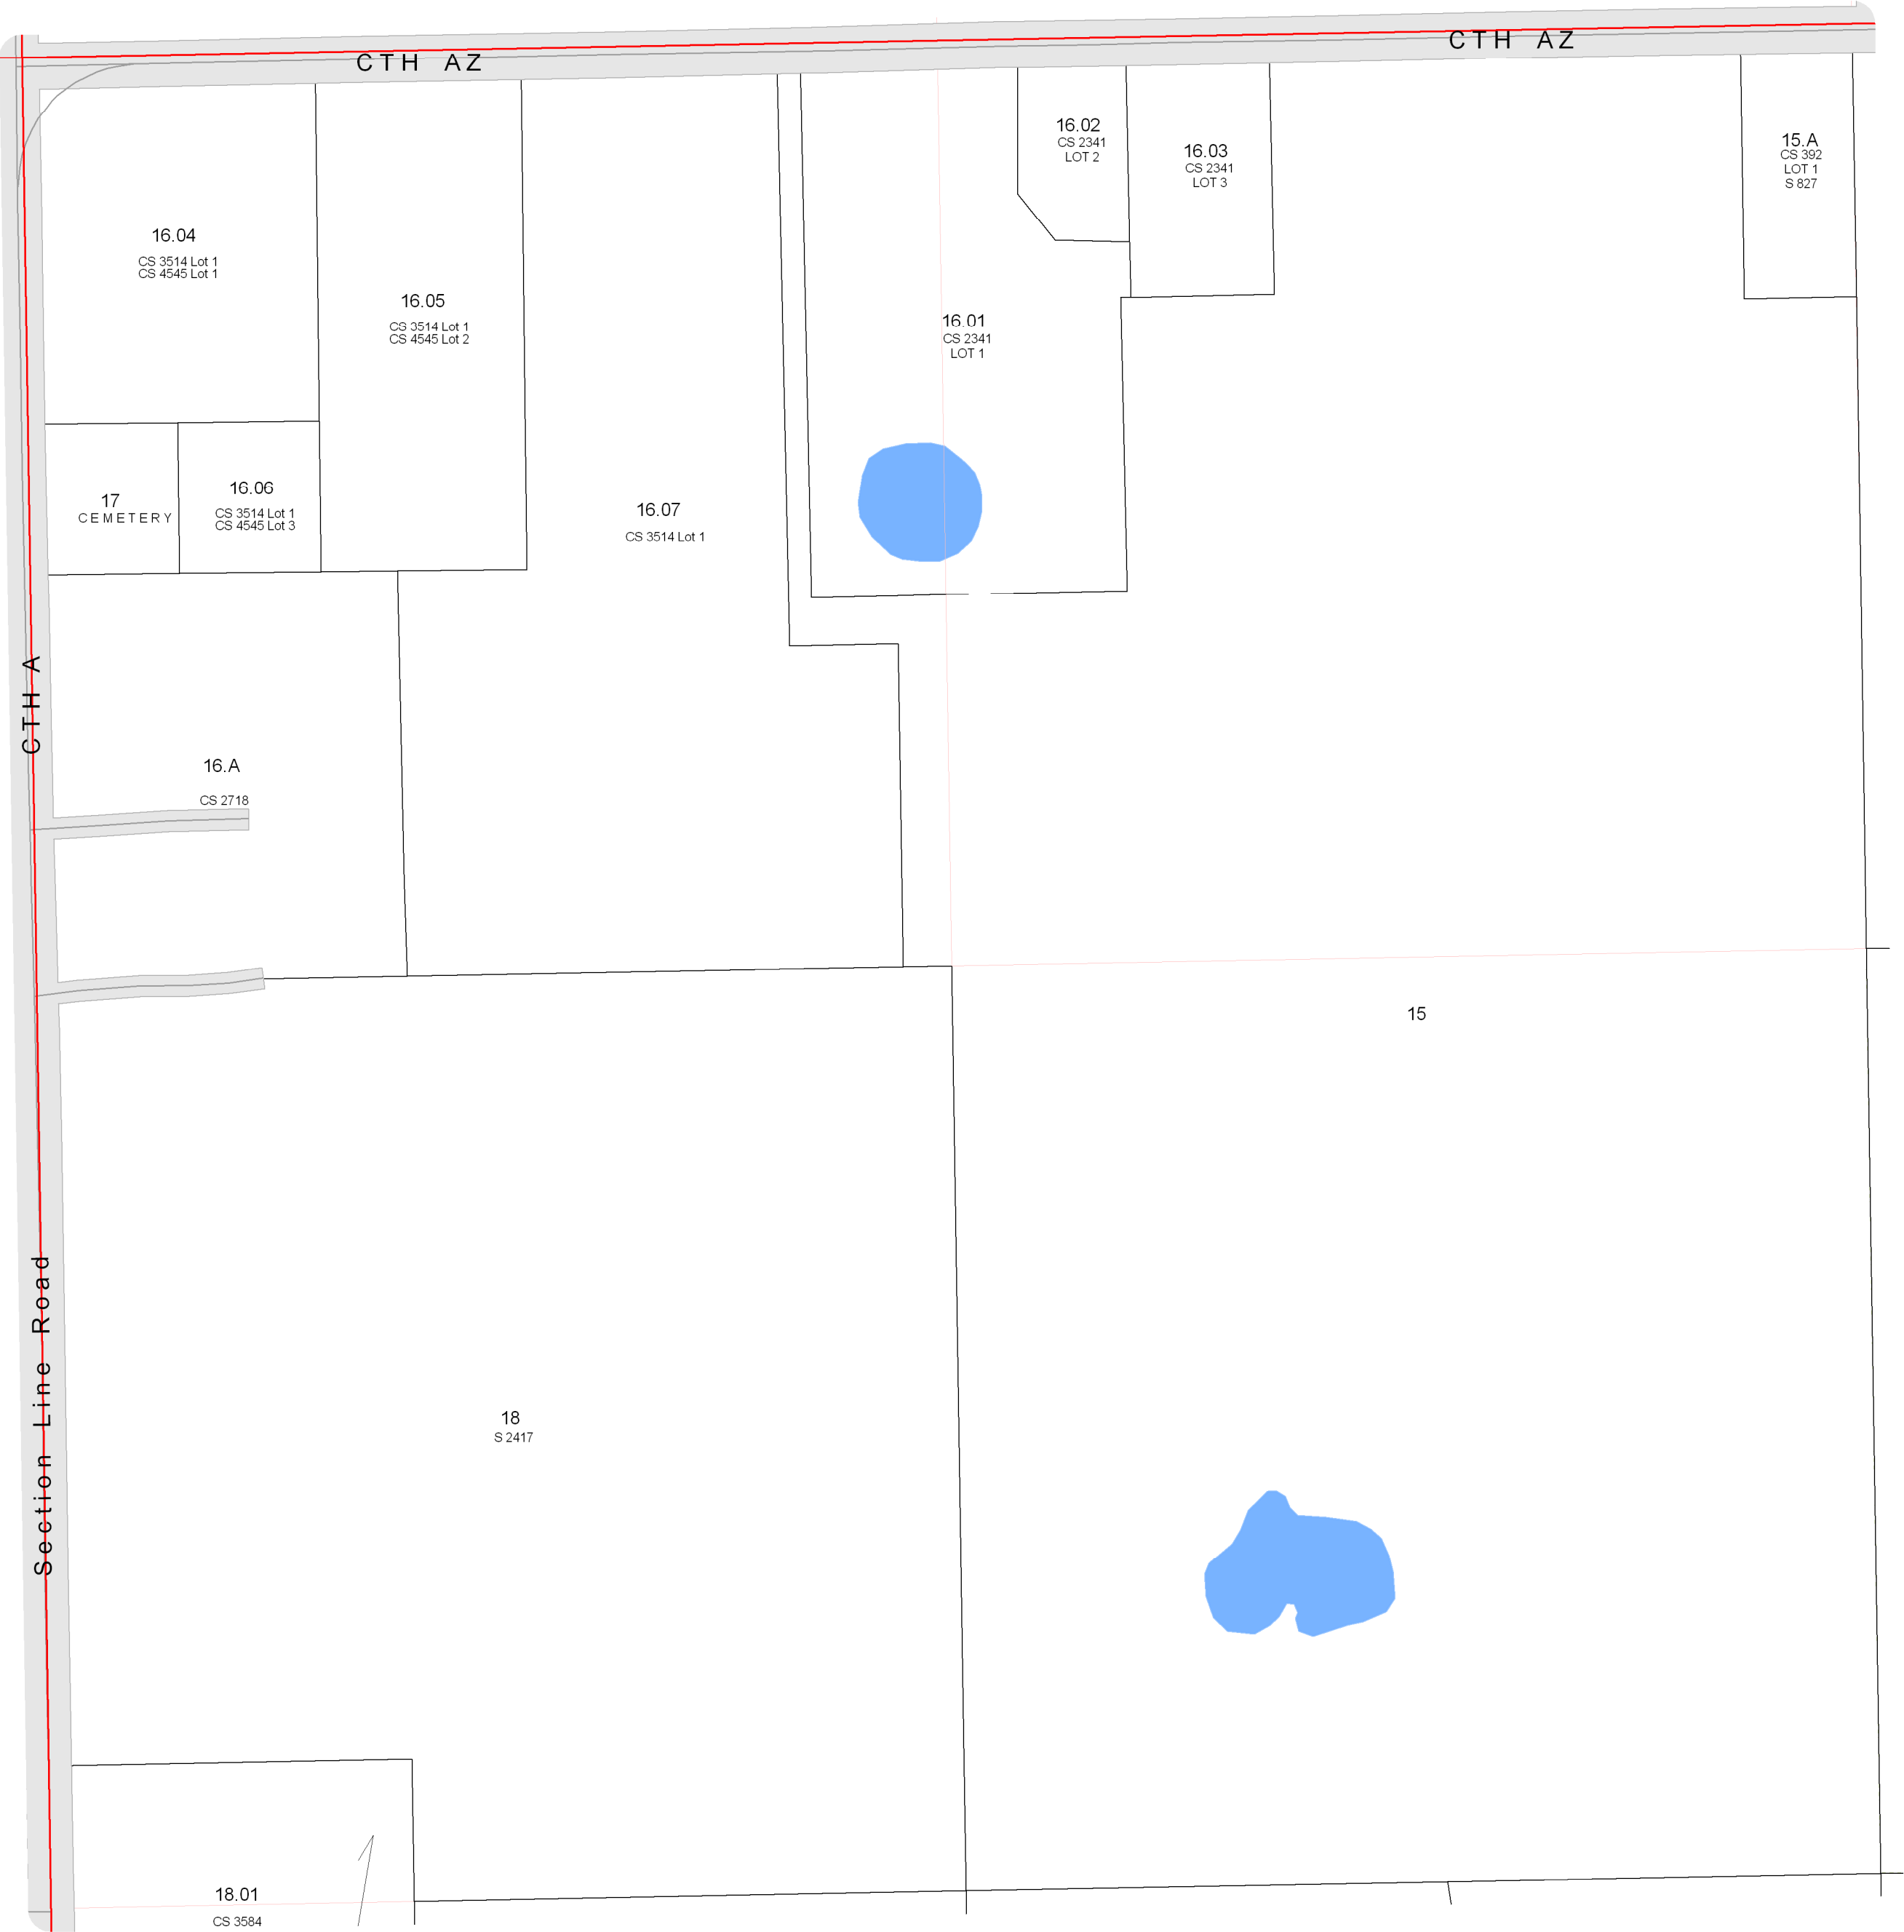 CTH AZ
CTH AZ
16.02
CS 2341
LOT 2
16.03
CS 2341
LOT 3
15.A
CS 392
LOT 1
S 827
16.04
CS 3514 Lot 1
CS 4545 Lot 1
16.05
CS 3514 Lot 1
CS 4545 Lot 2
16.01
CS 2341
LOT 1
17
CEMETERY
16.06
CS 3514 Lot 1
CS 4545 Lot 3
16.07
CS 3514 Lot 1
CTH A
16.A
CS 2718
15
Section Line Road
18
S 2417
18.01
CS 3584